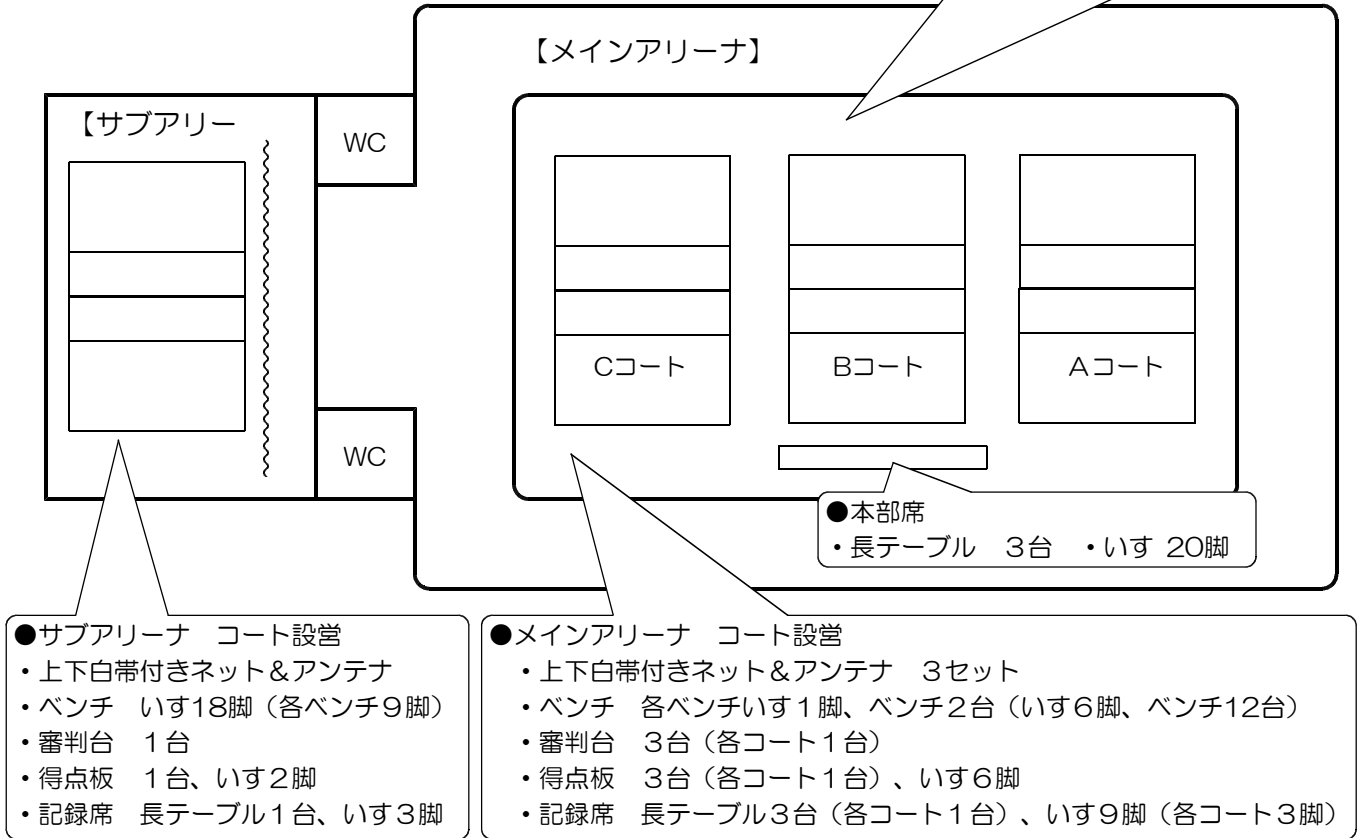 【メインアリーナ】
【サブアリー
WC
Cコート
Bコート
Aコート
WC
●本部席
・長テーブル　３台　・いす 20脚
●サブアリーナ　コート設営
・上下白帯付きネット＆アンテナ
・ベンチ　いす18脚（各ベンチ9脚）
・審判台　１台
・得点板　１台、いす２脚
・記録席　長テーブル１台、いす３脚
●メインアリーナ　コート設営
・上下白帯付きネット＆アンテナ　３セット
・ベンチ　各ベンチいす１脚、ベンチ２台（いす６脚、ベンチ12台）
・審判台　３台（各コート１台）
・得点板　３台（各コート１台）、いす６脚
・記録席　長テーブル３台（各コート１台）、いす９脚（各コート３脚）